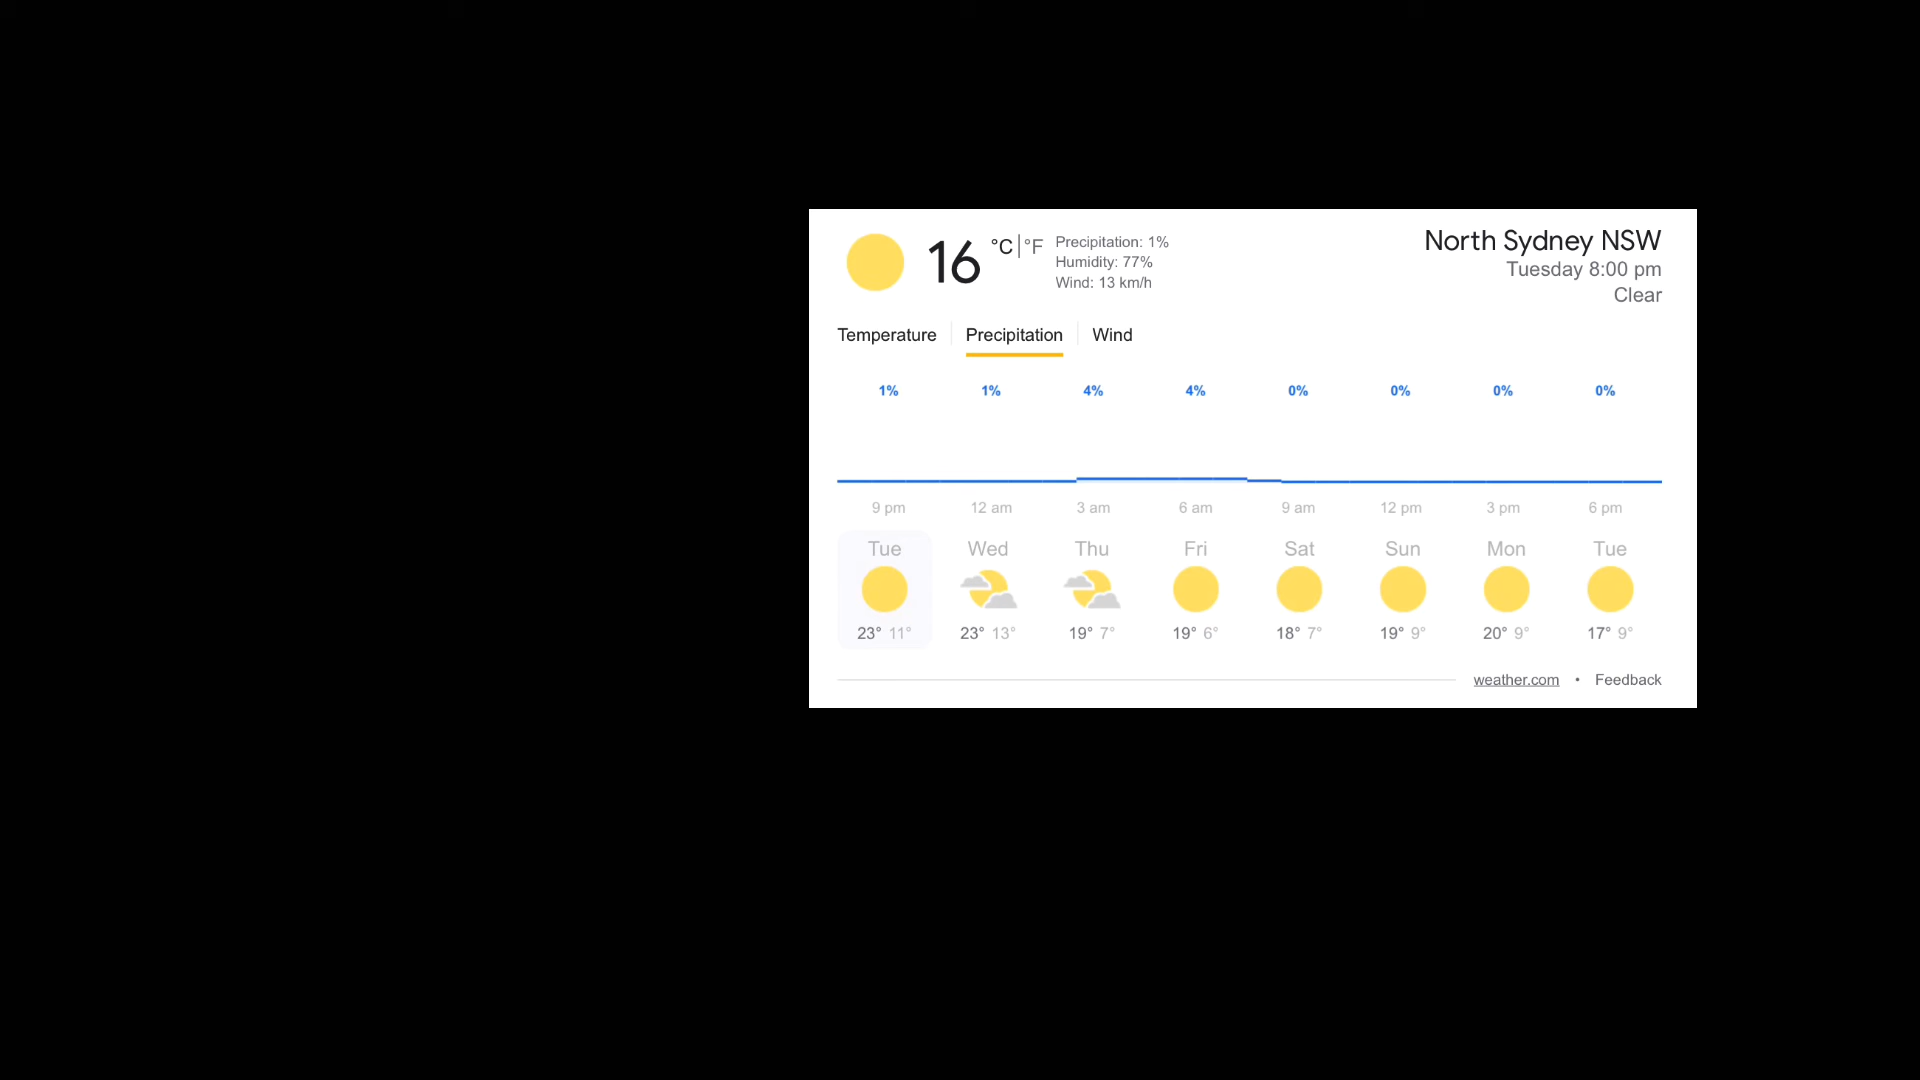 16 °C | °F
Precipitation: 1%
Humidity: 77%
Wind: 13 km/h
North Sydney NSW
Tuesday 8:00 pm
Clear
Temperature Precipitation Wind
1% 1% 4% 4% 0% 0% 0% 0%
9 pm 12 am 3 am 6 am 9 am 12 pm 3 pm 6 pm
Tue Wed Thu Fri Sat Sun Mon Tue
23° 11° 23° 13° 19° 7° 19° 6° 18° 7° 19° 9° 20° 9° 17° 9°
weather.com • Feedback